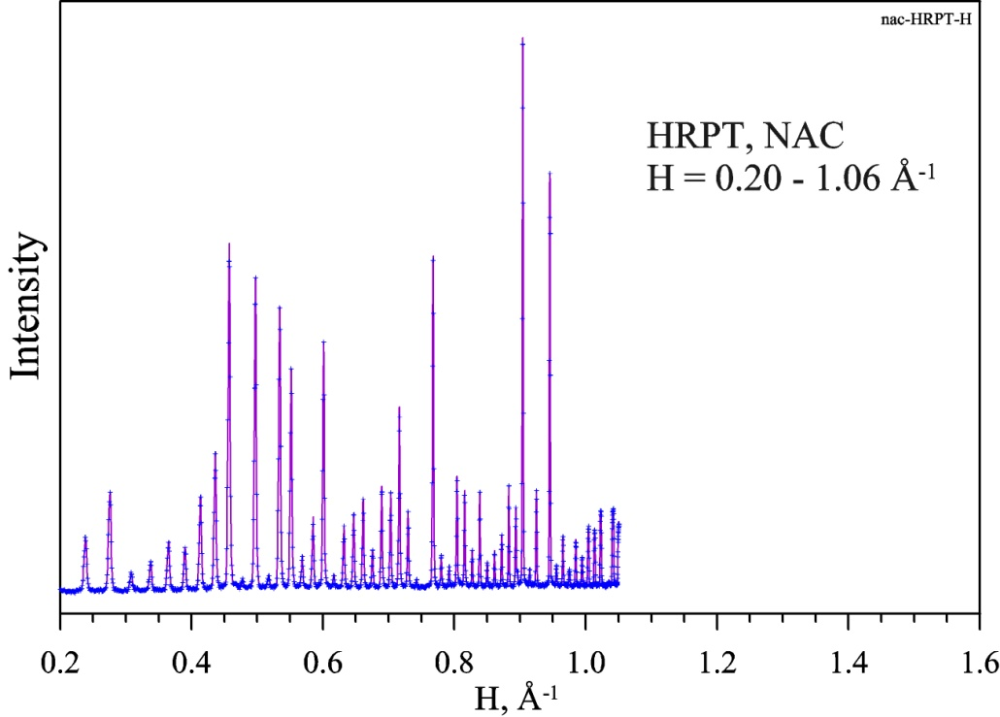 nac-HRPT-H
HRPT, NAC
H = 0.20 - 1.06 Å-1
Intensity
0.2 0.4 0.6 0.8 1.0 1.2 1.4 1.6
H, Å-1